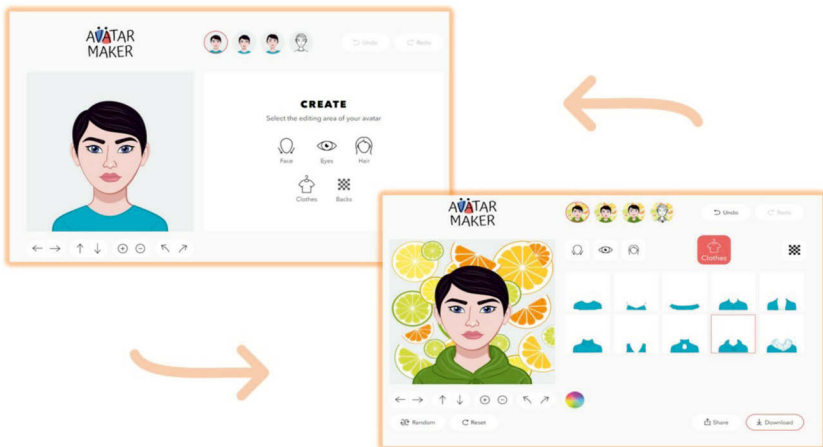 AVATAR
MAKER
Undo
Redo
CREATE
Select the editing area of your avatar
Face
Eyes
Hair
Clothes
Backs
AVATAR
MAKER
Undo
Redo
Clothes
Random
Reset
Share
Download